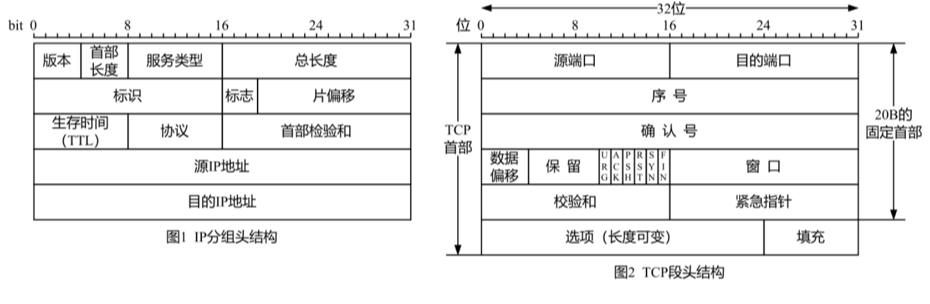 bit 0 8 16 24 31
版本 首部长度 服务类型 总长度
标识 标志 片偏移
生存时间（TTL） 协议 首部检验和
源IP地址
目的IP地址
图1 IP分组头结构
32位
位 0 8 16 24 31
源端口 目的端口
序号
确认号
数据偏移 保留 URG ACK PSH RST SYN FIN 窗口
校验和 紧急指针
选项（长度可变） 填充
TCP首部
20B的固定首部
图2 TCP段头结构